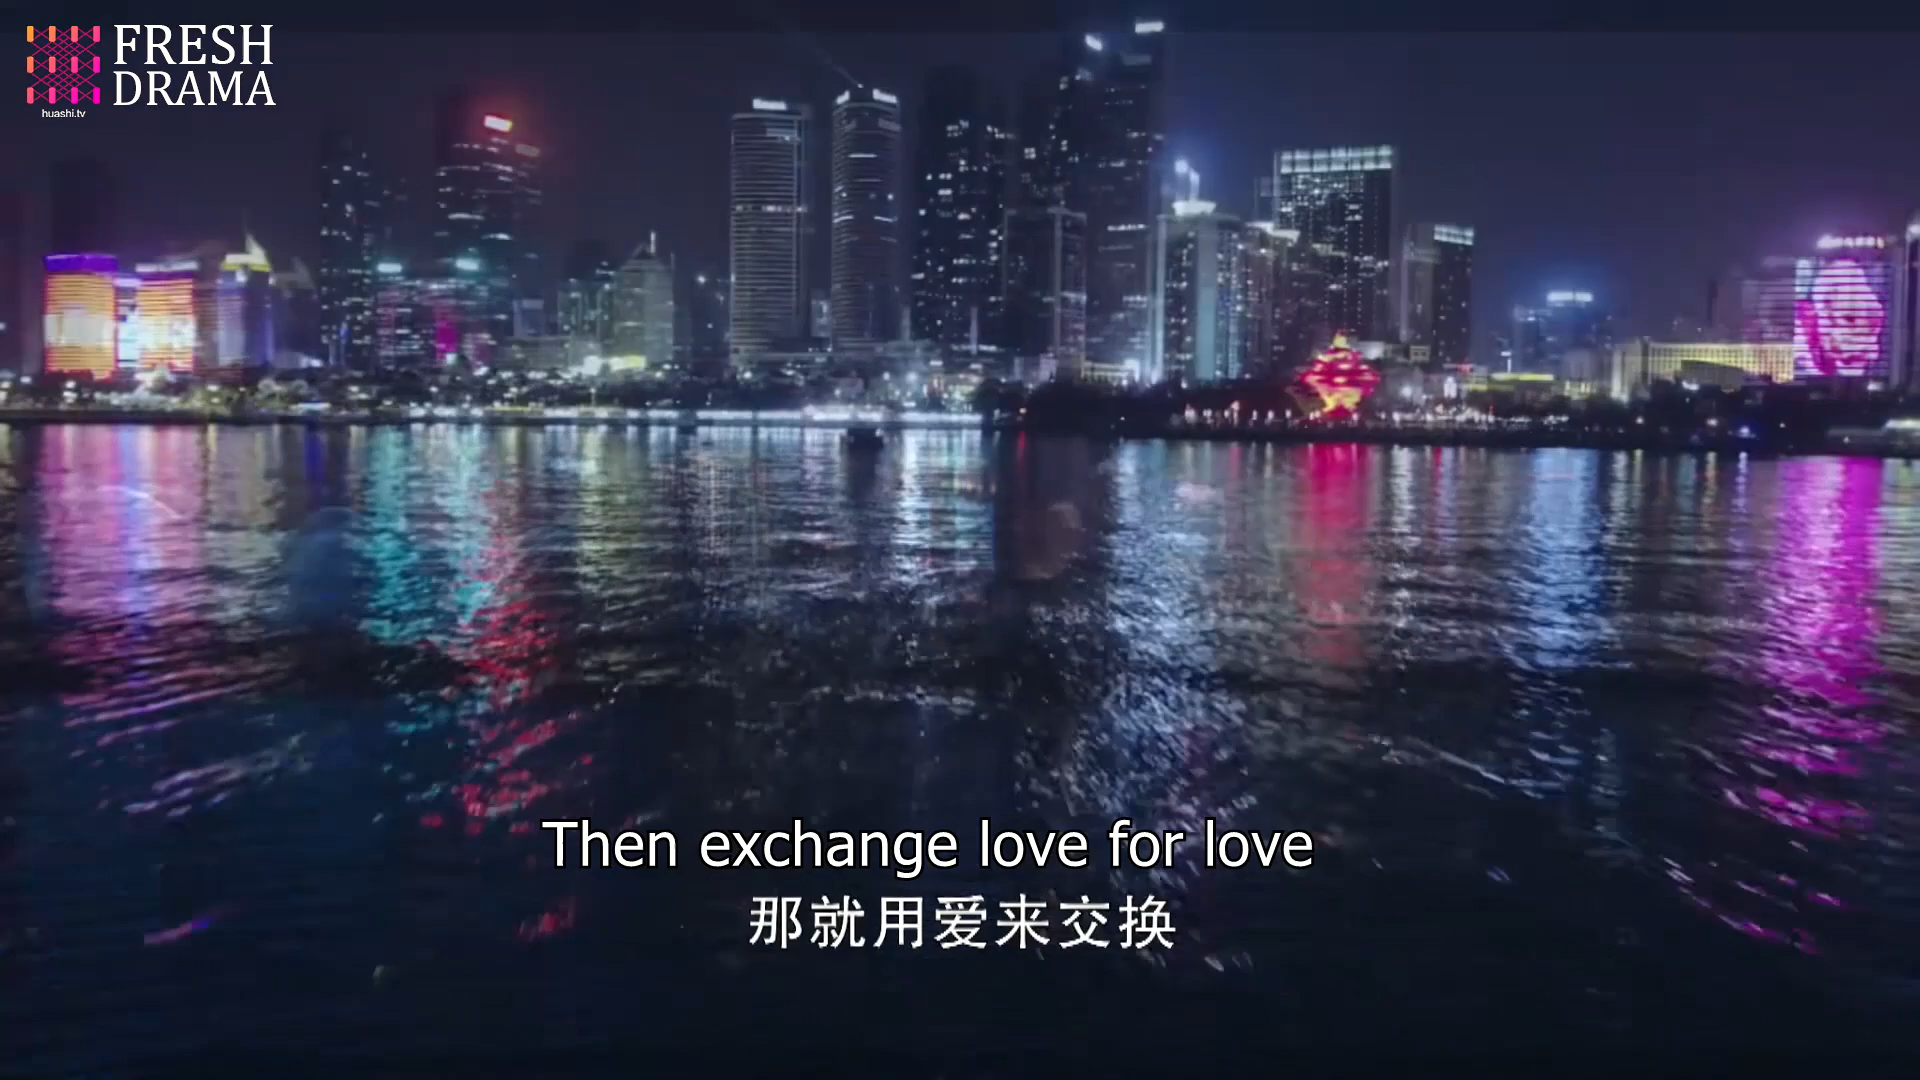 FRESH
DRAMA
huashi.tv
Then exchange love for love
那就用爱来交换